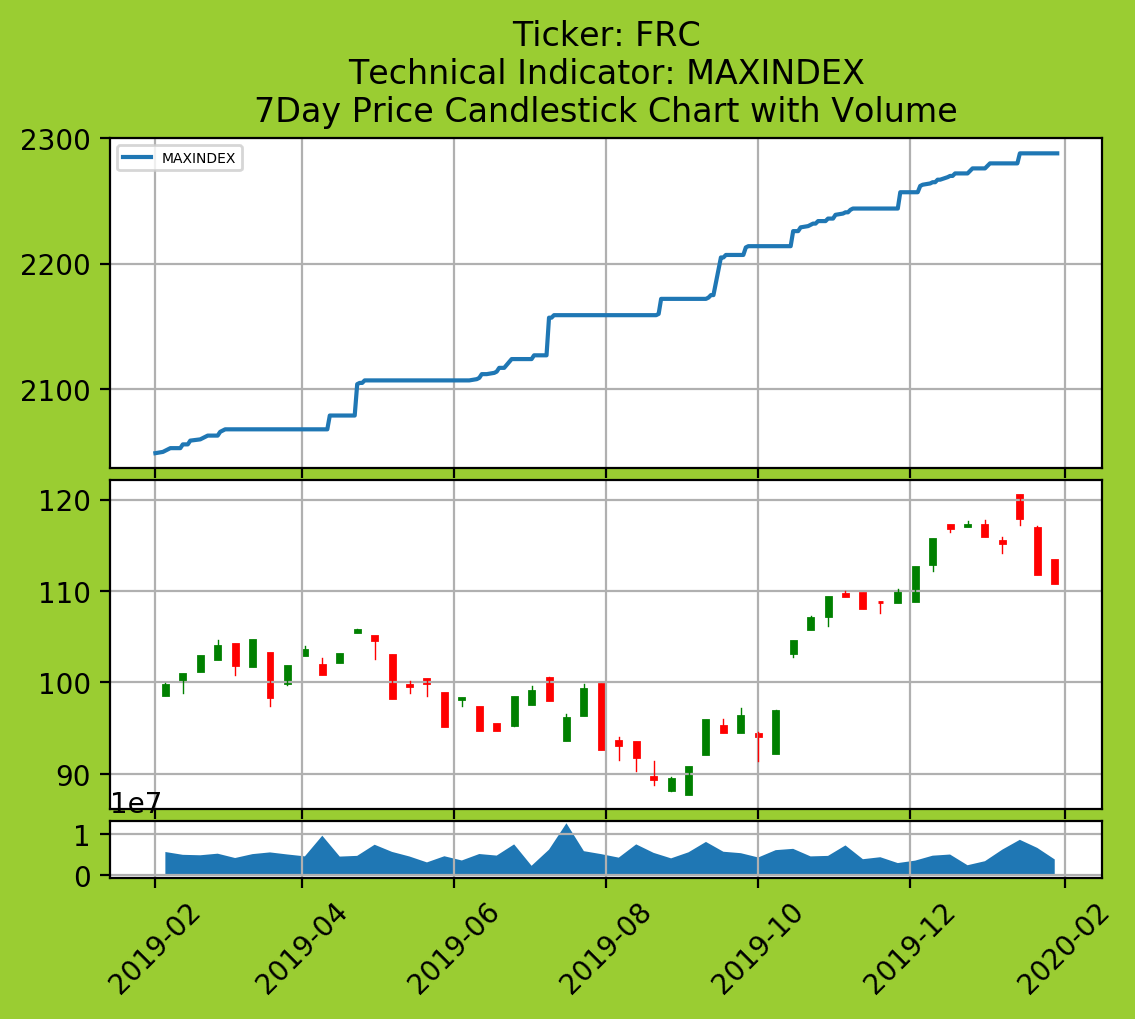 Ticker: FRC
Technical Indicator: MAXINDEX
7Day Price Candlestick Chart with Volume
2300
MAXINDEX
2200
2100
120
110
100
90
1e7
1
0
2019-02 2019-04 2019-06 2019-08 2019-10 2019-12 2020-02